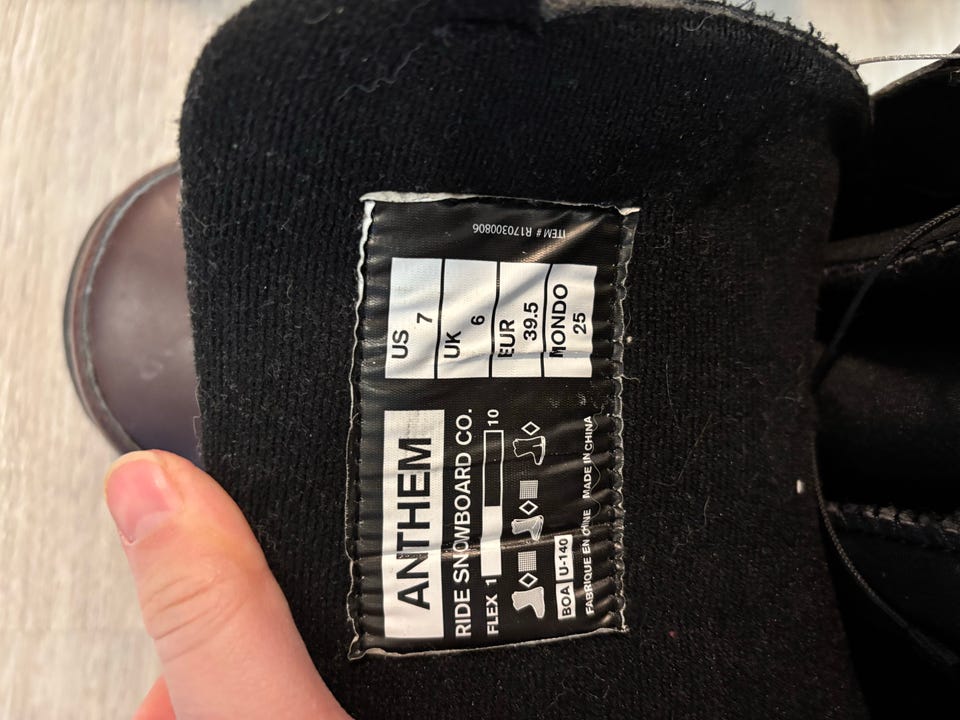 ANTHEM
RIDE SNOWBOARD CO.
FLEX 1 10
BOA U-140
FABRIQUE EN CHINE MADE IN CHINA
US 7
UK 6
EUR 39.5
MONDO 25
ITEM # R170300806